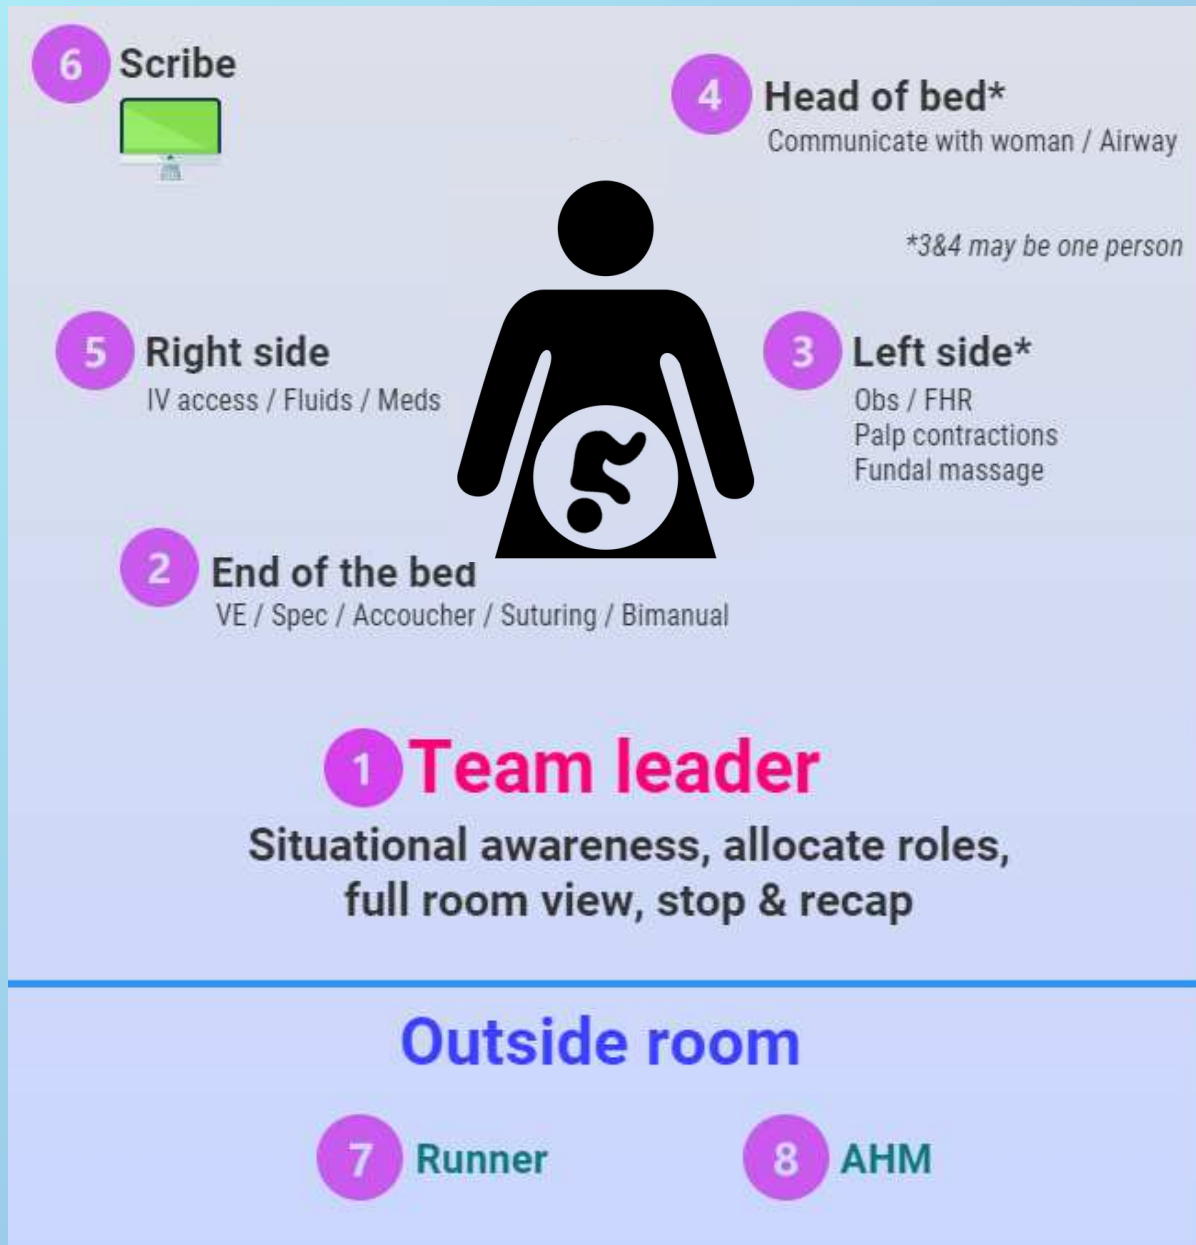 6 Scribe
4 Head of bed*
Communicate with woman / Airway
*3&4 may be one person
5 Right side
IV access / Fluids / Meds
3 Left side*
Obs / FHR
Palp contractions
Fundal massage
2 End of the bed
VE / Spec / Accoucher / Suturing / Bimanual
1 Team leader
Situational awareness, allocate roles,
full room view, stop & recap
Outside room
7 Runner
8 AHM